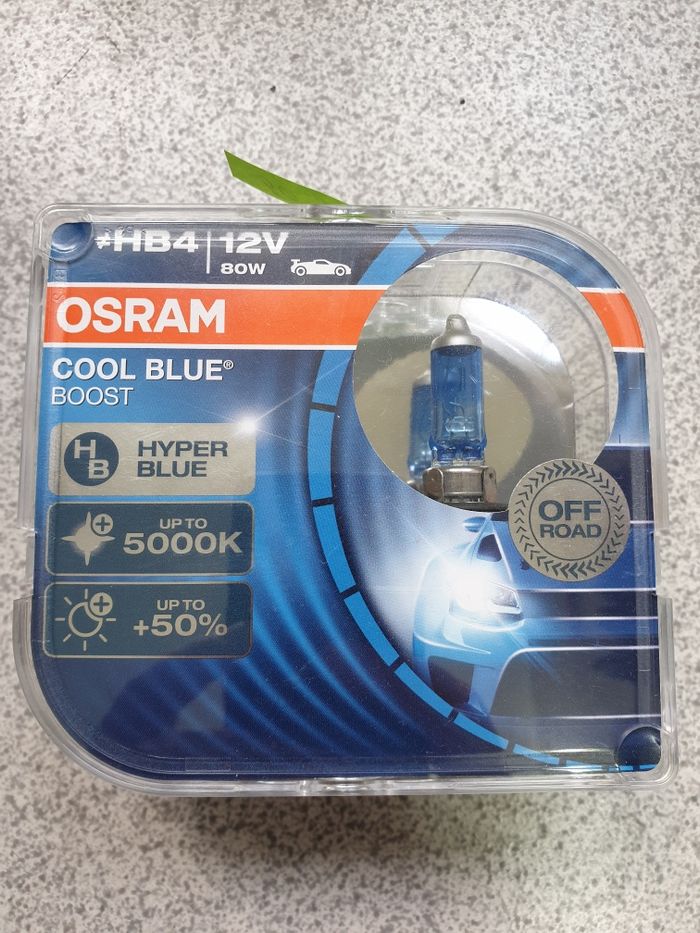 ≠HB4 | 12V
80W
OSRAM
COOL BLUE®
BOOST
HB HYPER
BLUE
UP TO
5000K
UP TO
+50%
OFF
ROAD